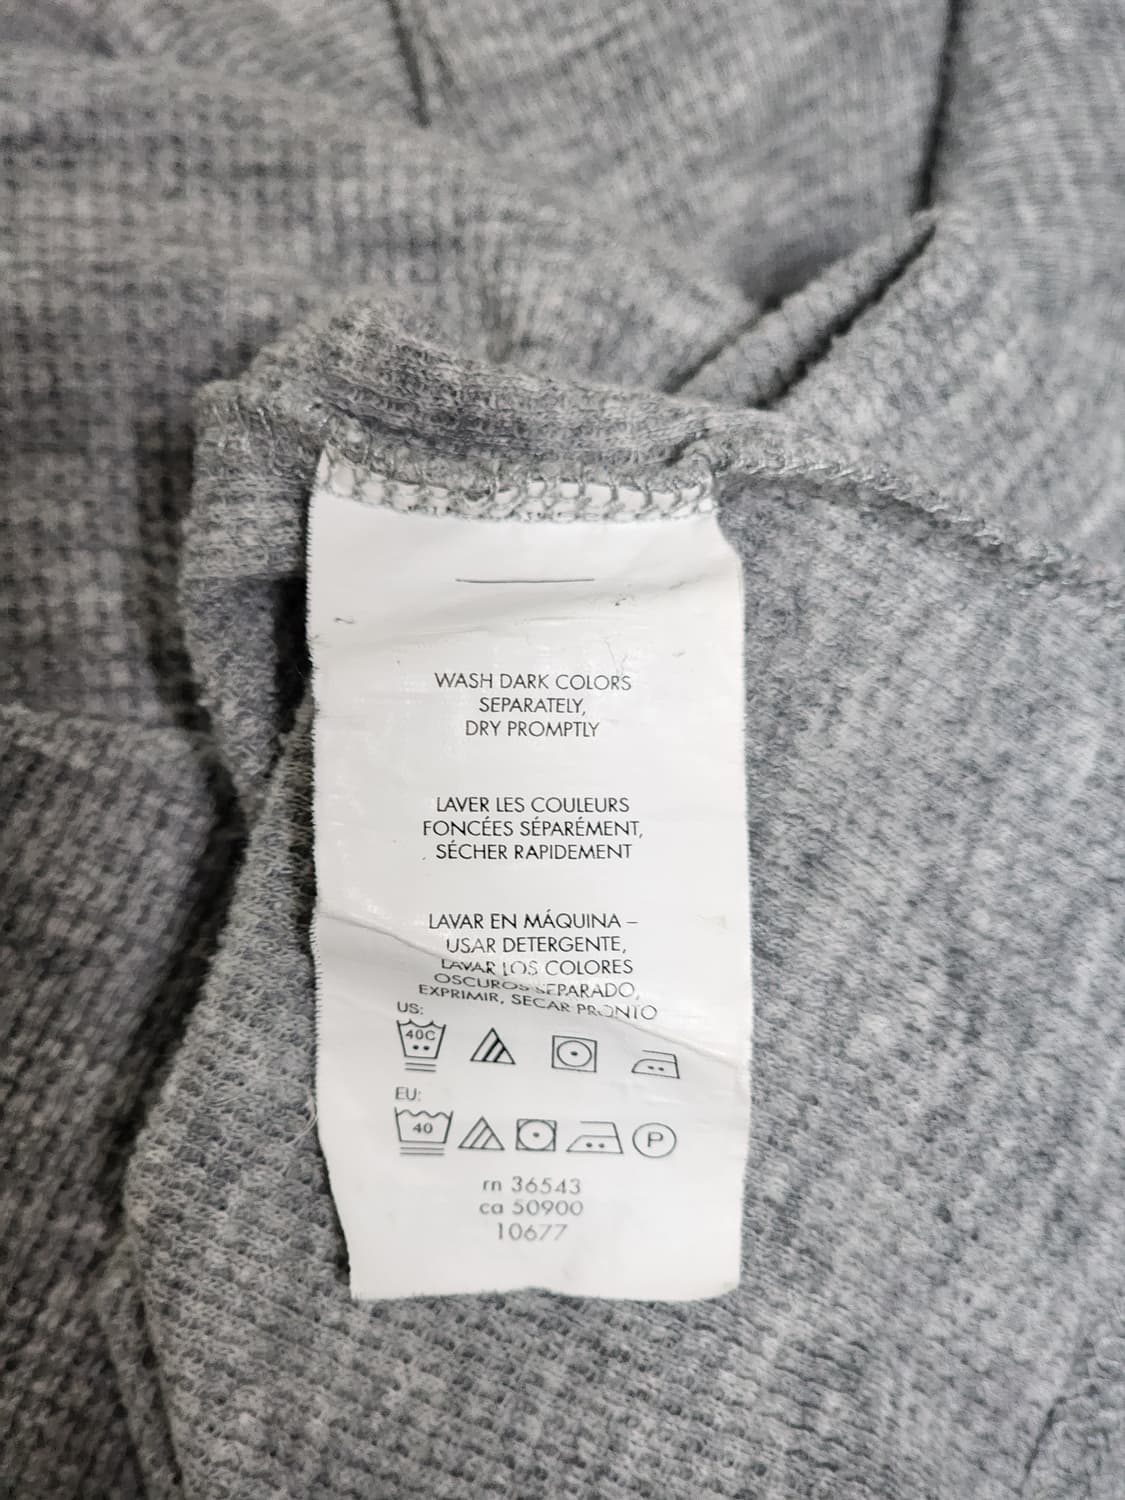 WASH DARK COLORS
SEPARATELY,
DRY PROMPTLY
LAVER LES COULEURS
FONCÉES SÉPARÉMENT,
SÉCHER RAPIDEMENT
LAVAR EN MÁQUINA –
USAR DETERGENTE,
LAVAR LOS COLORES
OSCUROS SEPARADO,
EXPRIMIR, SECAR PRONTO
US:
40C
EU:
40 P
rn 36543
ca 50900
10677